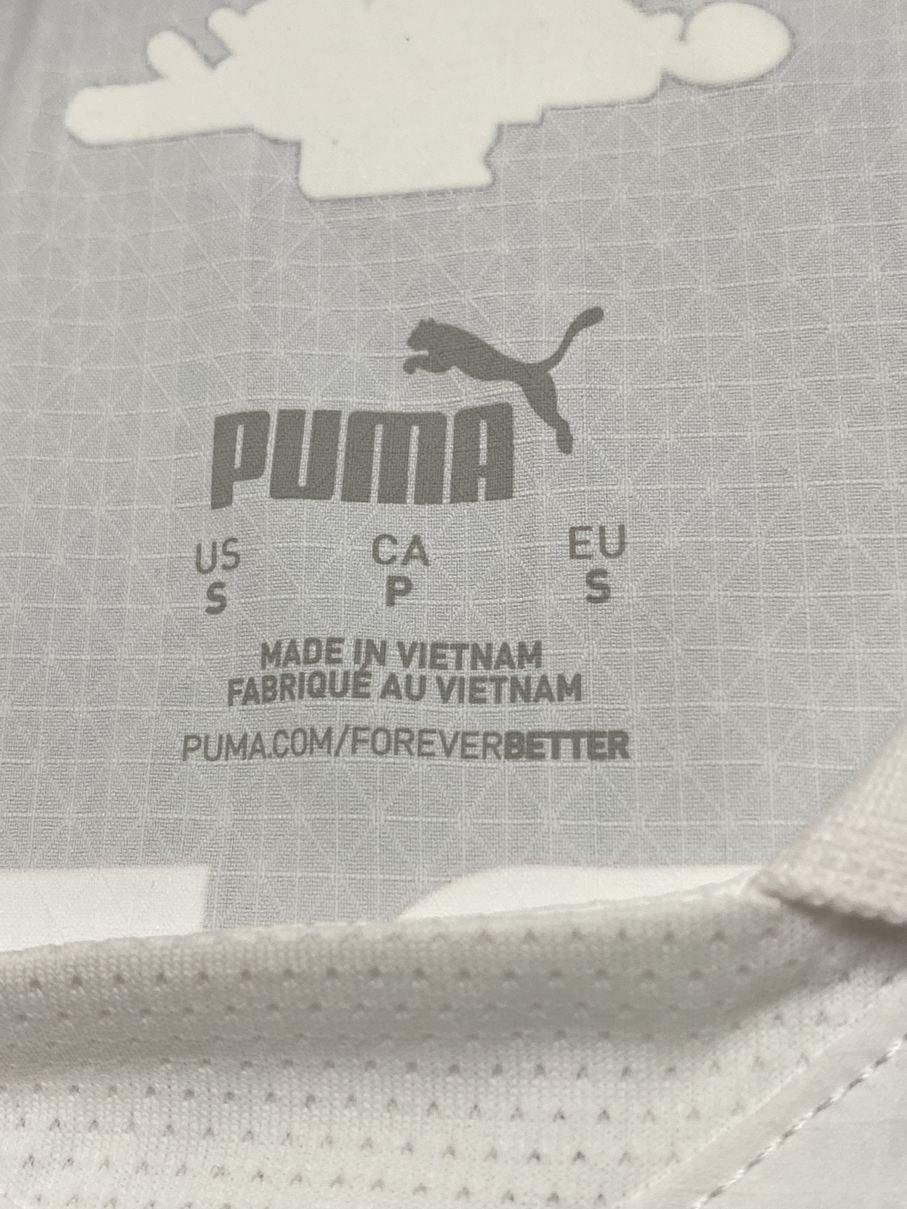 PUMA
US CA EU
S P S
MADE IN VIETNAM
FABRIQUÉ AU VIETNAM
PUMA.COM/FOREVERBETTER